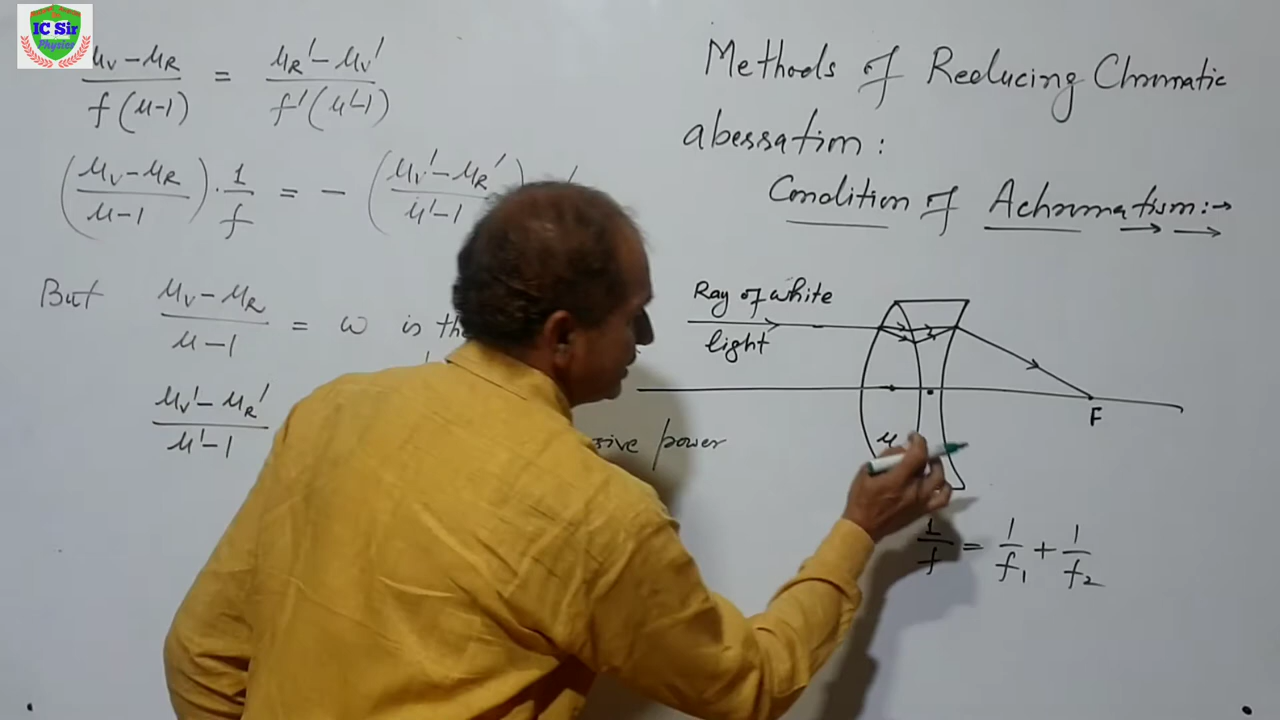 IC Sir
Physics
μV – μR / f(μ-1) = μR′ – μV′ / f′(μ′-1)
(μV – μR / μ-1) · 1/f = – (μV′ – μR′ / μ′-1)
But μV – μR / μ-1 = ω is the
μV′ – μR′ / μ′-1
sive power
Methods of Reducing Chromatic
abessation :
Condition of Achromatism:→
Ray of white
light
F
μ
1/f = 1/f1 + 1/f2